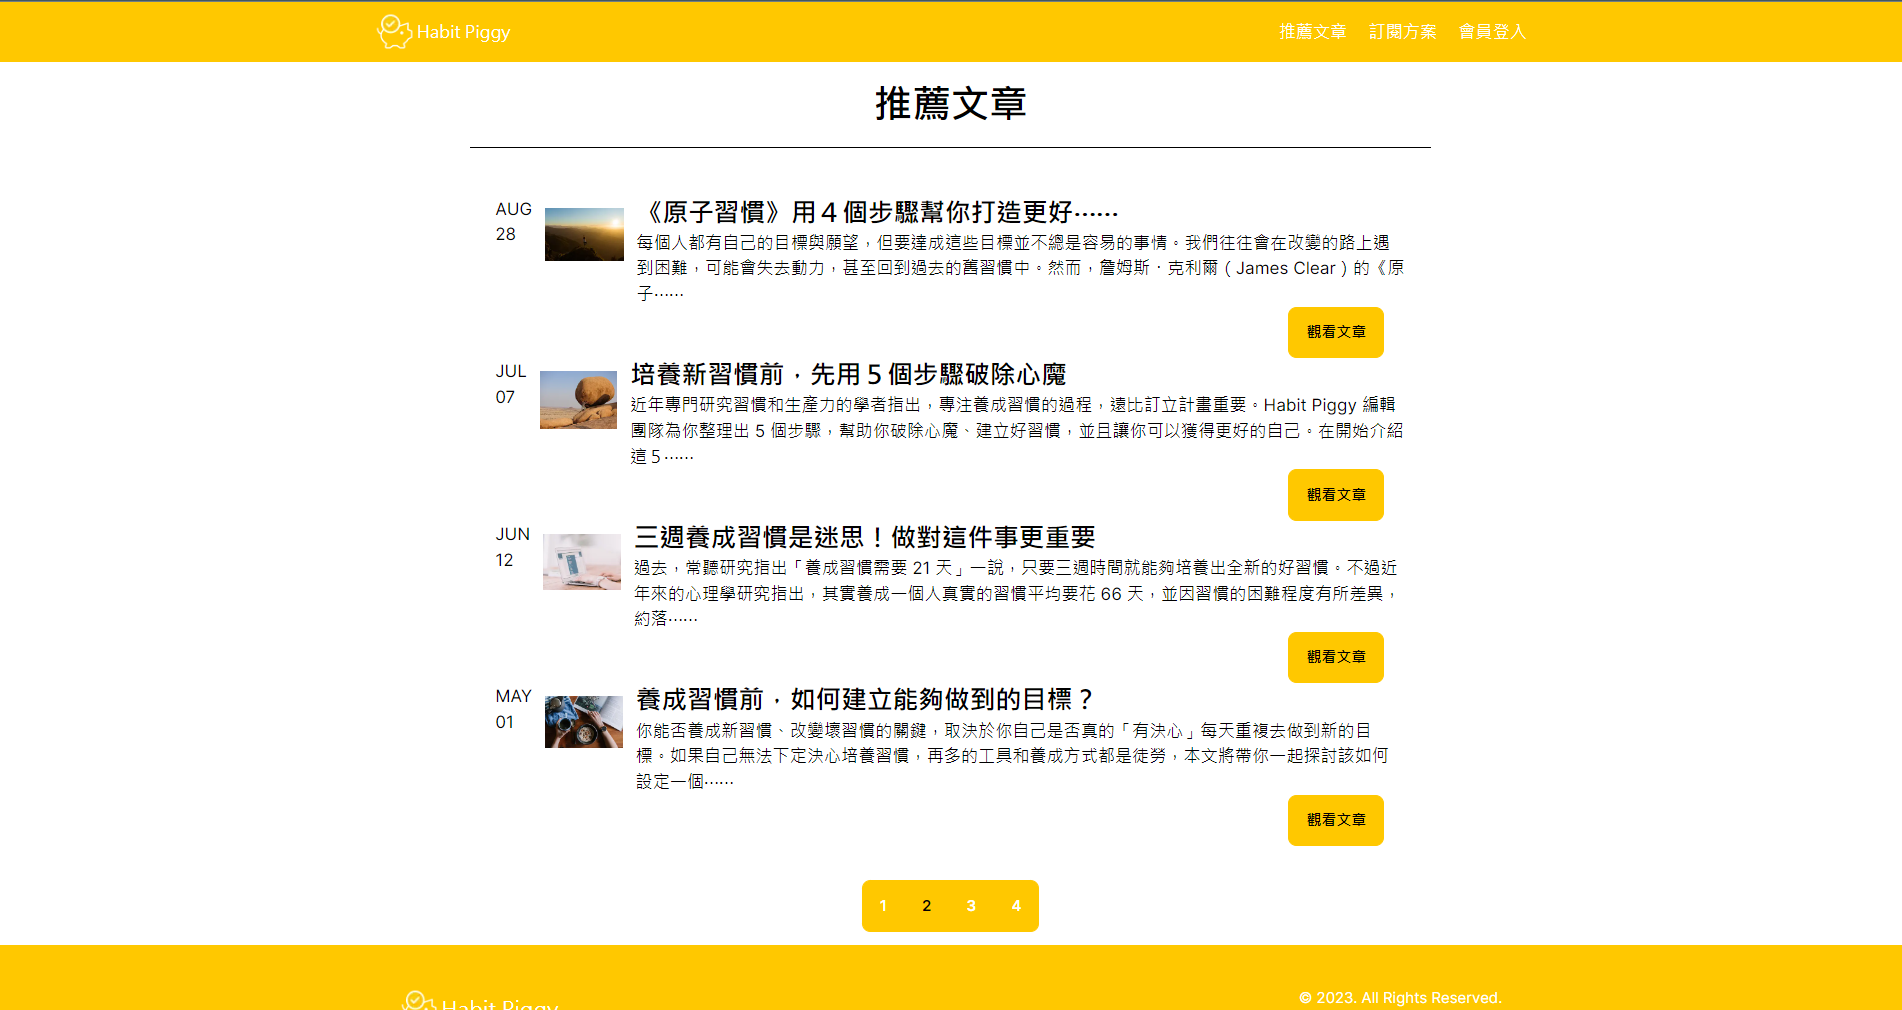 Habit Piggy
推薦文章 訂閱方案 會員登入
推薦文章
AUG
28
《原子習慣》用４個步驟幫你打造更好⋯⋯
每個人都有自己的目標與願望，但要達成這些目標並不總是容易的事情。我們往往會在改變的路上遇
到困難，可能會失去動力，甚至回到過去的舊習慣中。然而，詹姆斯．克利爾（James Clear）的《原
子⋯⋯
觀看文章
JUL
07
培養新習慣前，先用５個步驟破除心魔
近年專門研究習慣和生產力的學者指出，專注養成習慣的過程，遠比訂立計畫重要。Habit Piggy 編輯
團隊為你整理出 5 個步驟，幫助你破除心魔、建立好習慣，並且讓你可以獲得更好的自己。在開始介紹
這５⋯⋯
觀看文章
JUN
12
三週養成習慣是迷思！做對這件事更重要
過去，常聽研究指出「養成習慣需要 21 天」一說，只要三週時間就能夠培養出全新的好習慣。不過近
年來的心理學研究指出，其實養成一個人真實的習慣平均要花 66 天，並因習慣的困難程度有所差異，
約落⋯⋯
觀看文章
MAY
01
養成習慣前，如何建立能夠做到的目標？
你能否養成新習慣、改變壞習慣的關鍵，取決於你自己是否真的「有決心」每天重複去做到新的目
標。如果自己無法下定決心培養習慣，再多的工具和養成方式都是徒勞，本文將帶你一起探討該如何
設定一個⋯⋯
觀看文章
1 2 3 4
Habit Piggy
© 2023. All Rights Reserved.